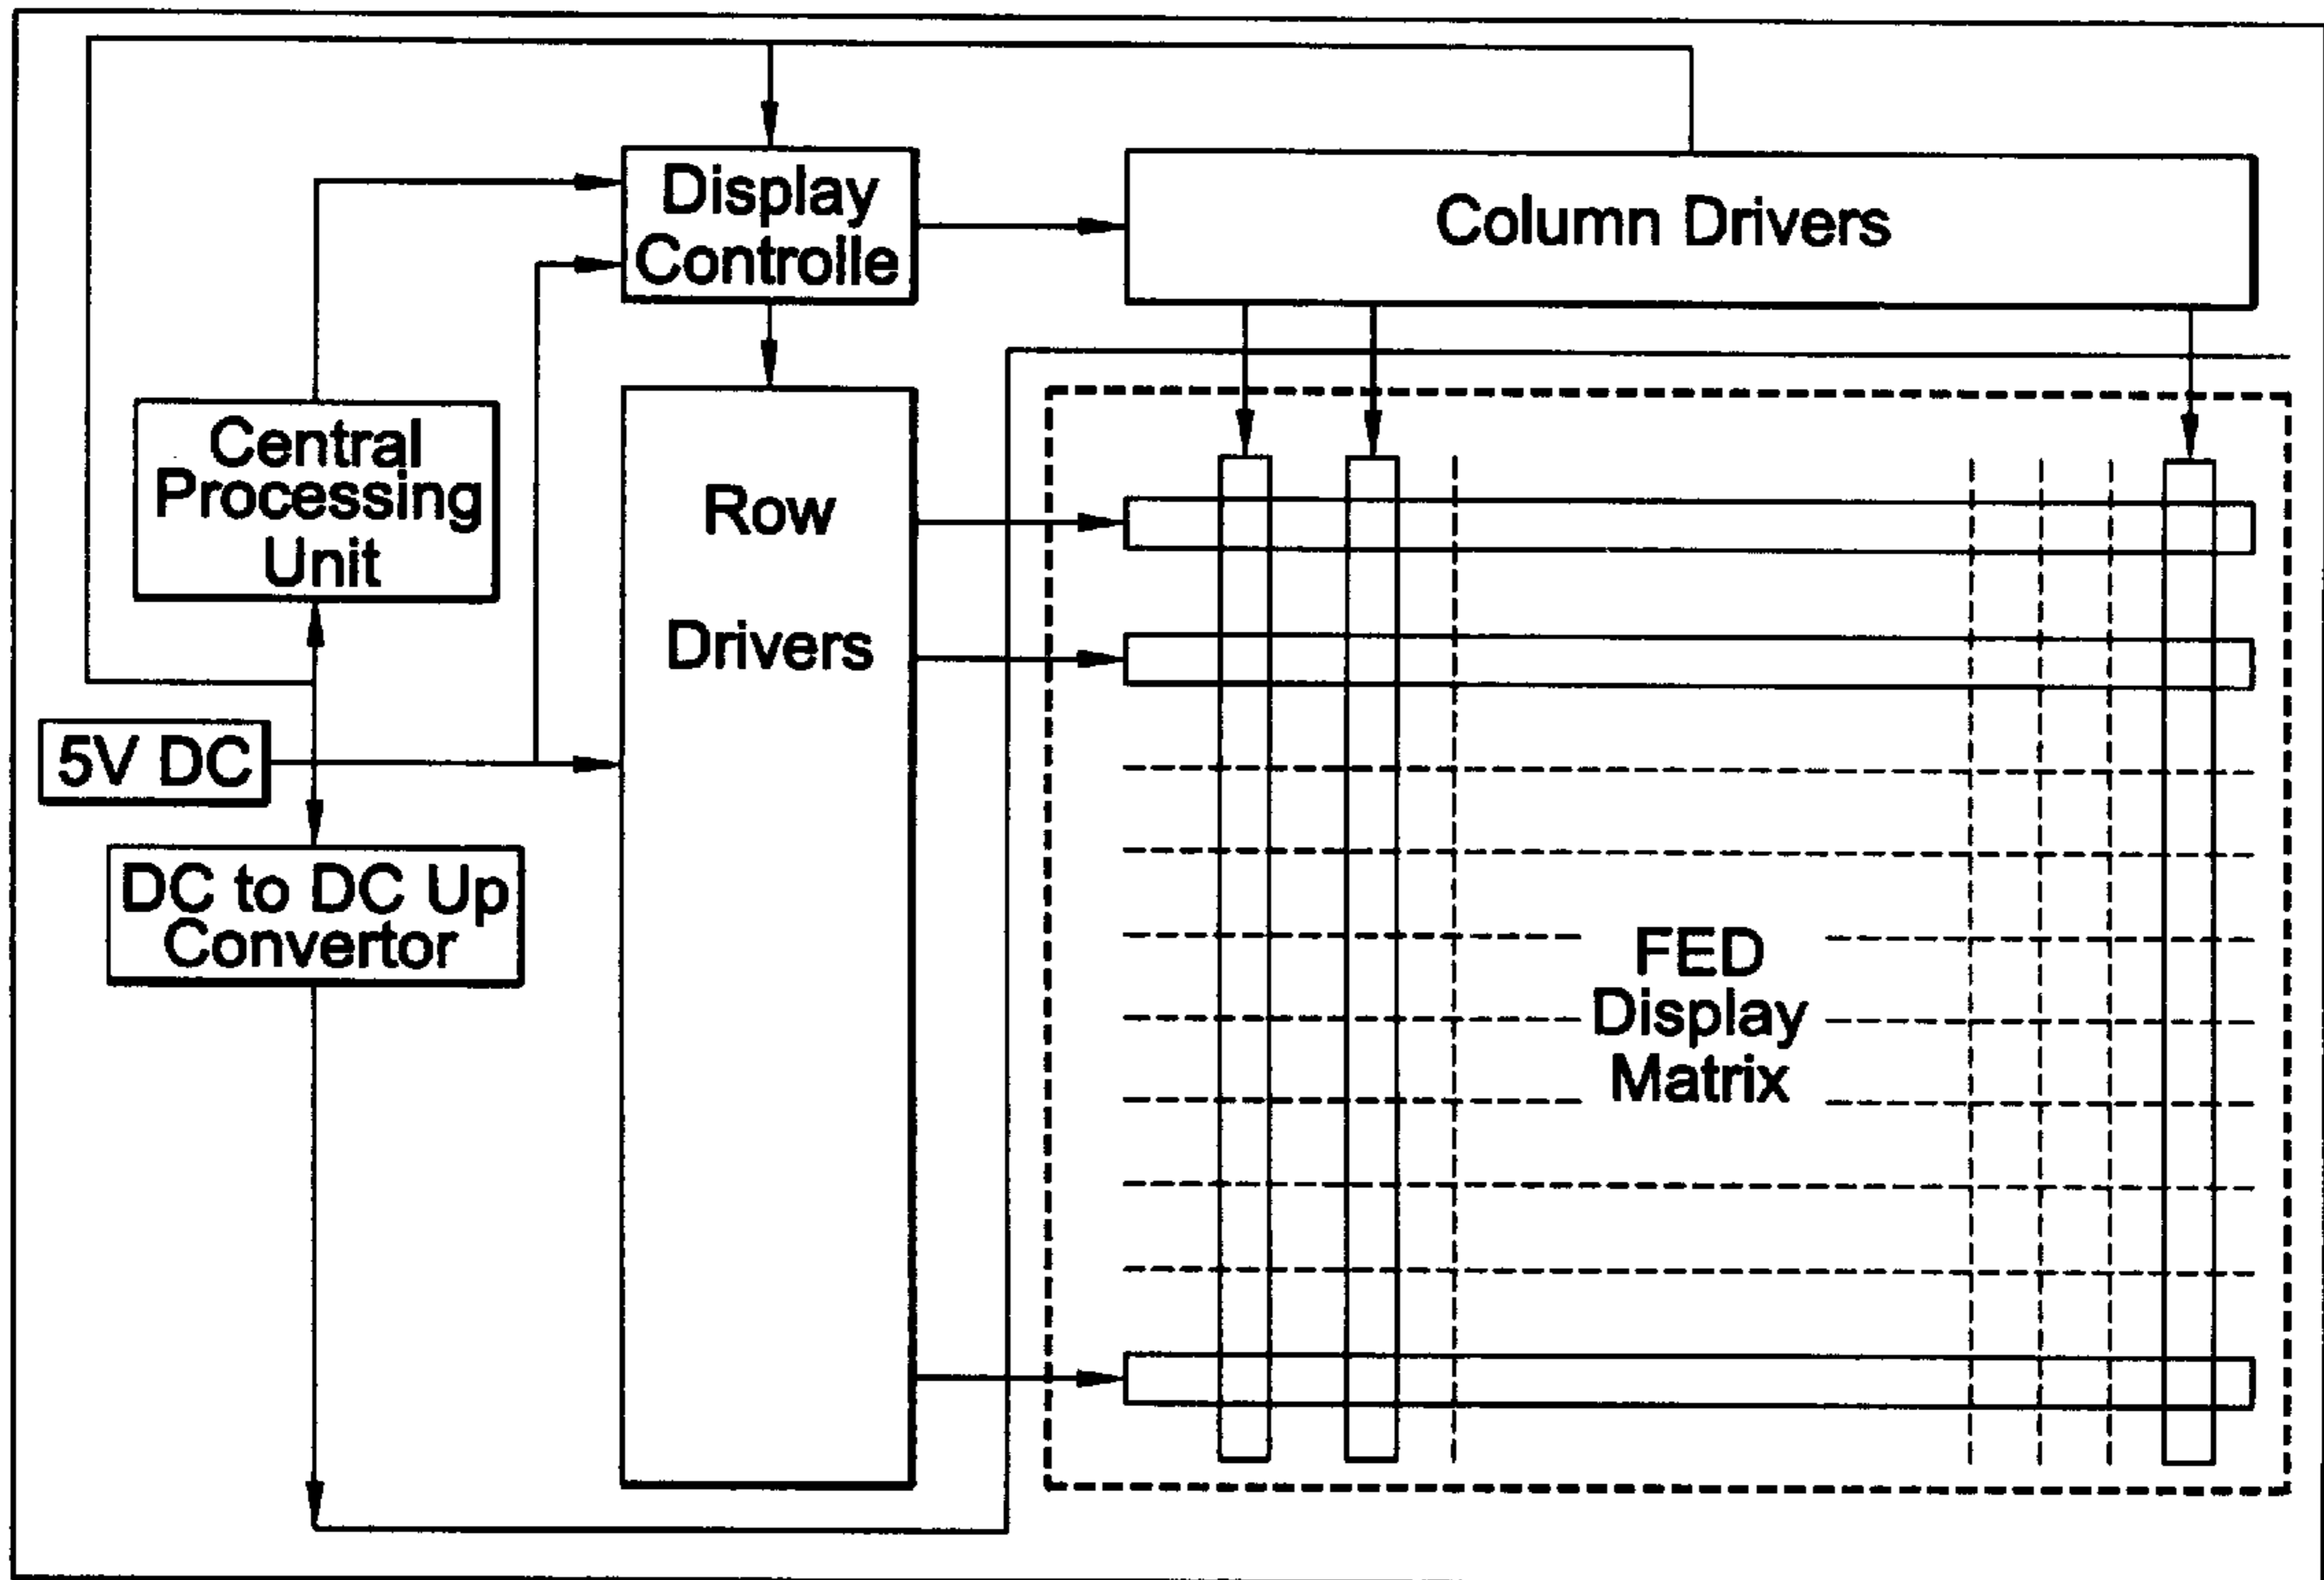 Display
Controlle
Column Drivers
Central
Processing
Unit
Row
Drivers
5V DC
DC to DC Up
Convertor
FED
Display
Matrix